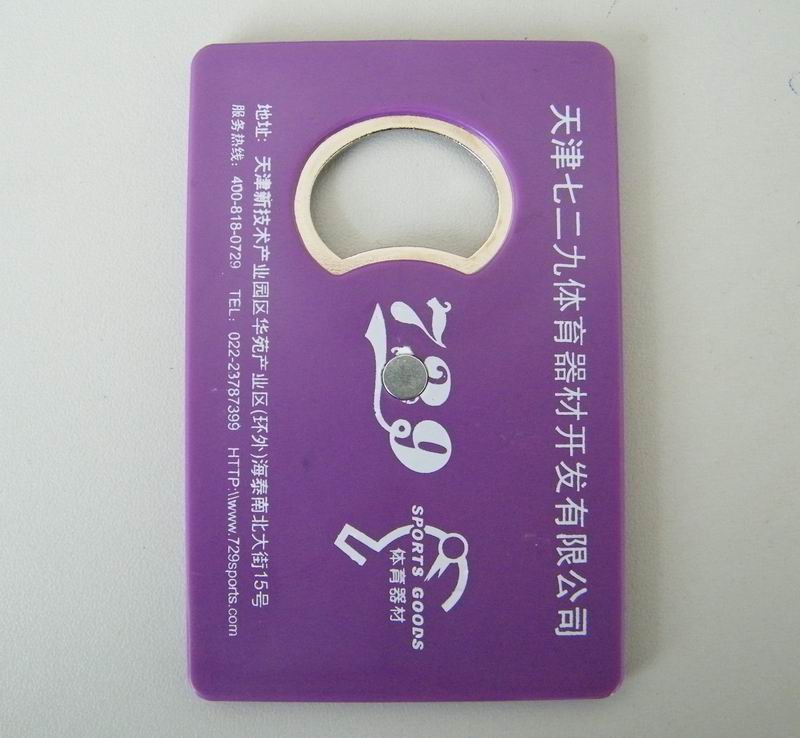 天津七二九体育器材开发有限公司
729
SPORTS GOODS
体育器材
地址：天津新技术产业园区华苑产业区(环外)海泰南北大街15号
服务热线：400-818-0729 TEL：022-23787399 HTTP:\\www.729sports.com